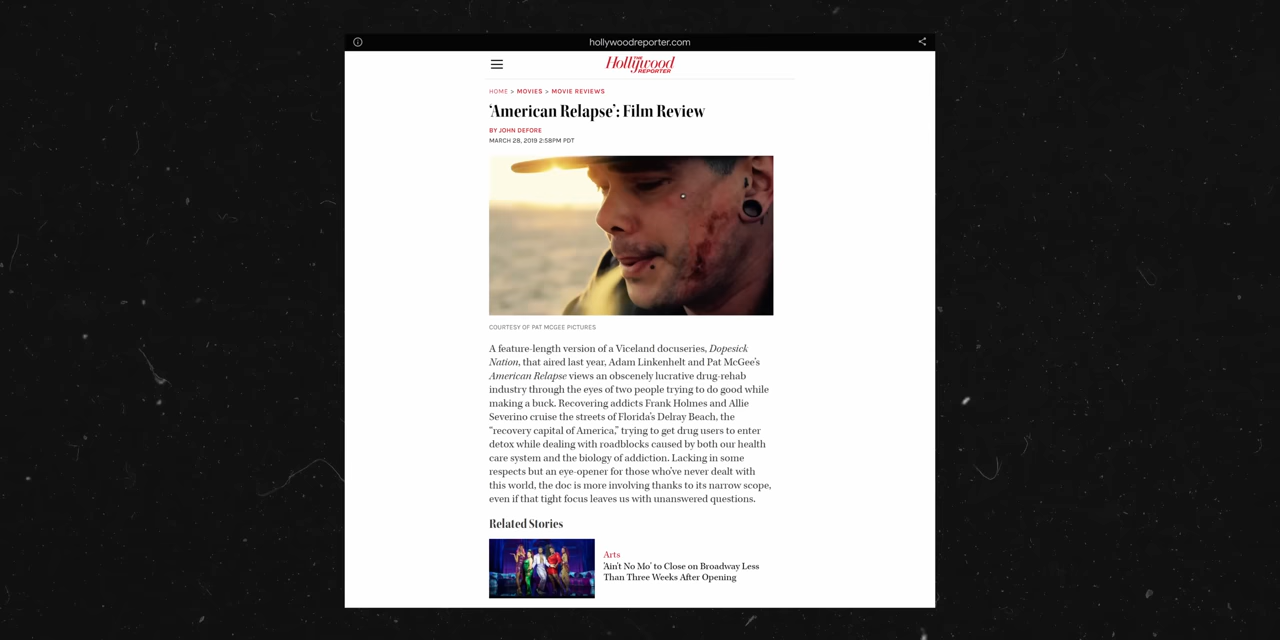 hollywoodreporter.com
THE
Hollywood
REPORTER
HOME > MOVIES > MOVIE REVIEWS
‘American Relapse’: Film Review
BY JOHN DEFORE
MARCH 28, 2019 2:58PM PDT
COURTESY OF PAT MCGEE PICTURES
A feature-length version of a Viceland docuseries, Dopesick
Nation, that aired last year, Adam Linkenhelt and Pat McGee’s
American Relapse views an obscenely lucrative drug-rehab
industry through the eyes of two people trying to do good while
making a buck. Recovering addicts Frank Holmes and Allie
Severino cruise the streets of Florida’s Delray Beach, the
“recovery capital of America,” trying to get drug users to enter
detox while dealing with roadblocks caused by both our health
care system and the biology of addiction. Lacking in some
respects but an eye-opener for those who’ve never dealt with
this world, the doc is more involving thanks to its narrow scope,
even if that tight focus leaves us with unanswered questions.
Related Stories
Arts
‘Ain’t No Mo’ to Close on Broadway Less
Than Three Weeks After Opening